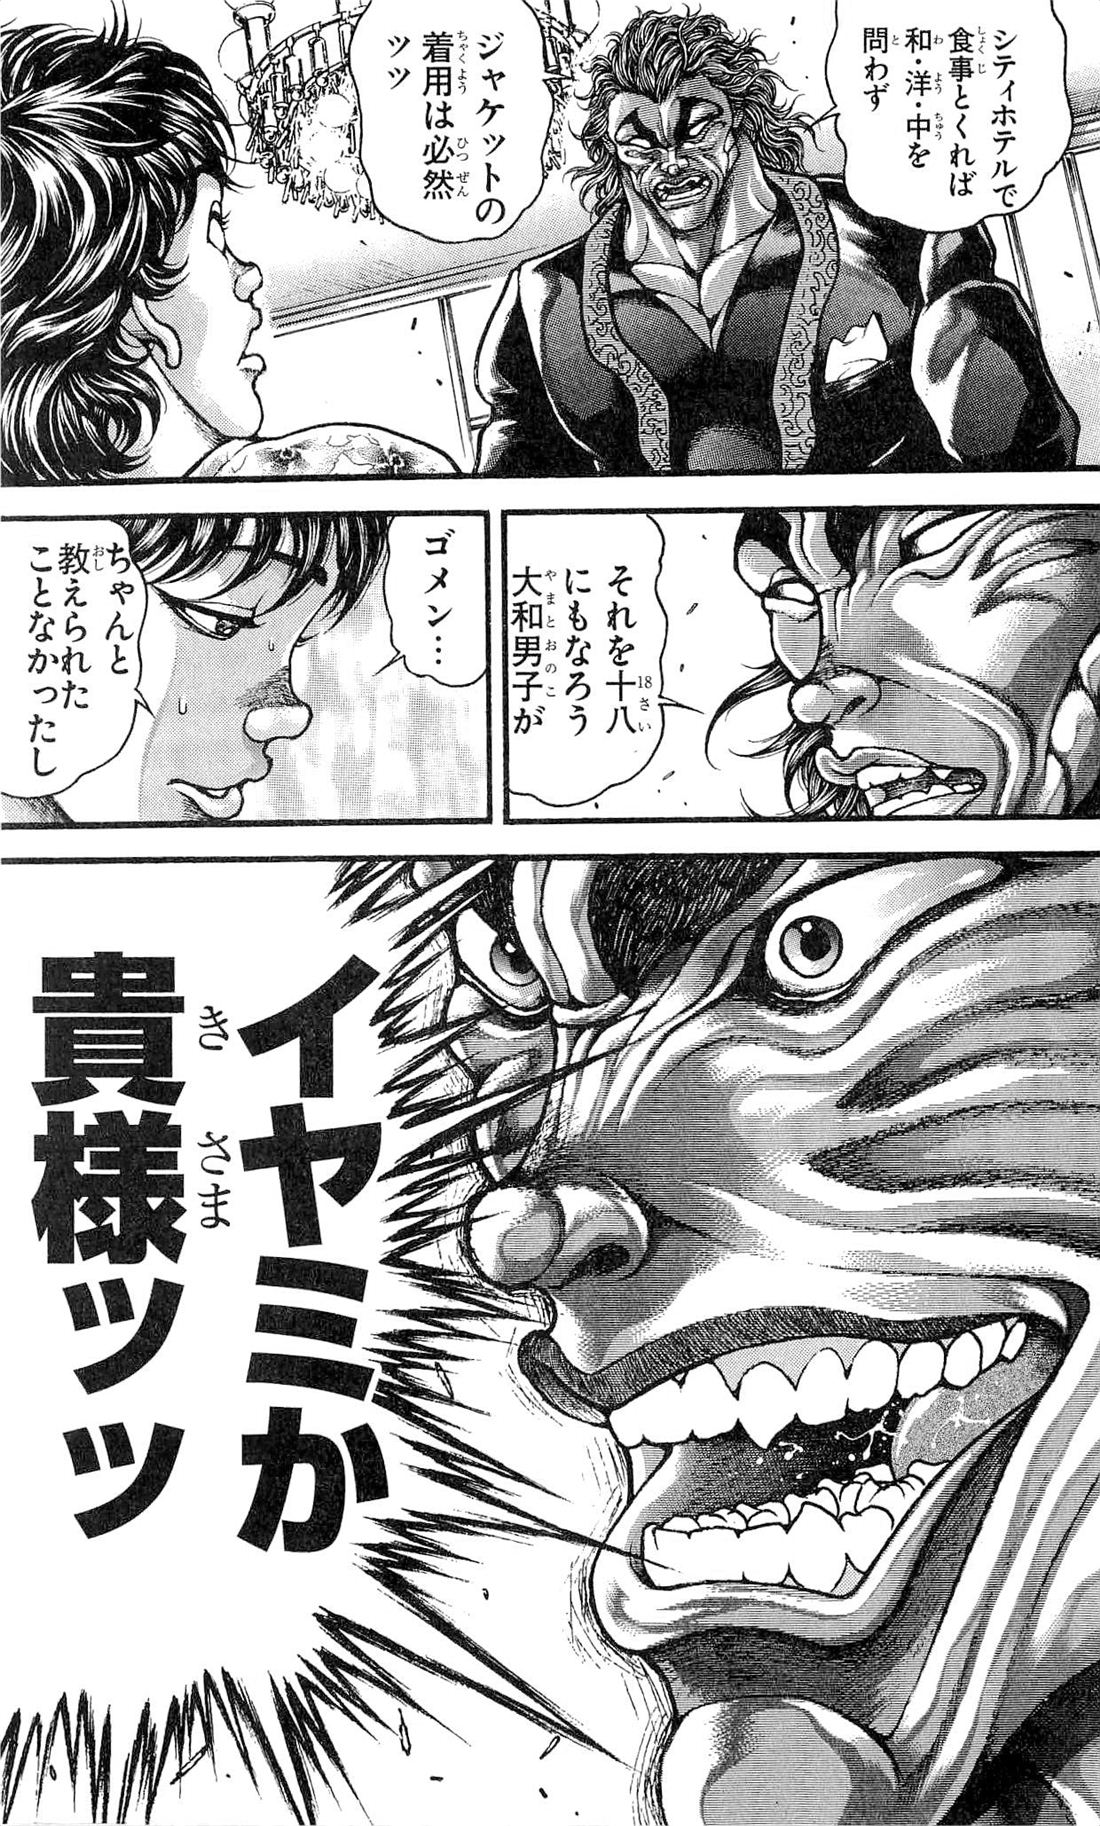 シティホテルで
食事とくれば
和・洋・中を
問わず
ジャケットの
着用は必然
ッッ
それを十八
にもなろう
大和男子が
ゴメン…
ちゃんと
教えられた
ことなかったし
イヤミか
貴様ッッ